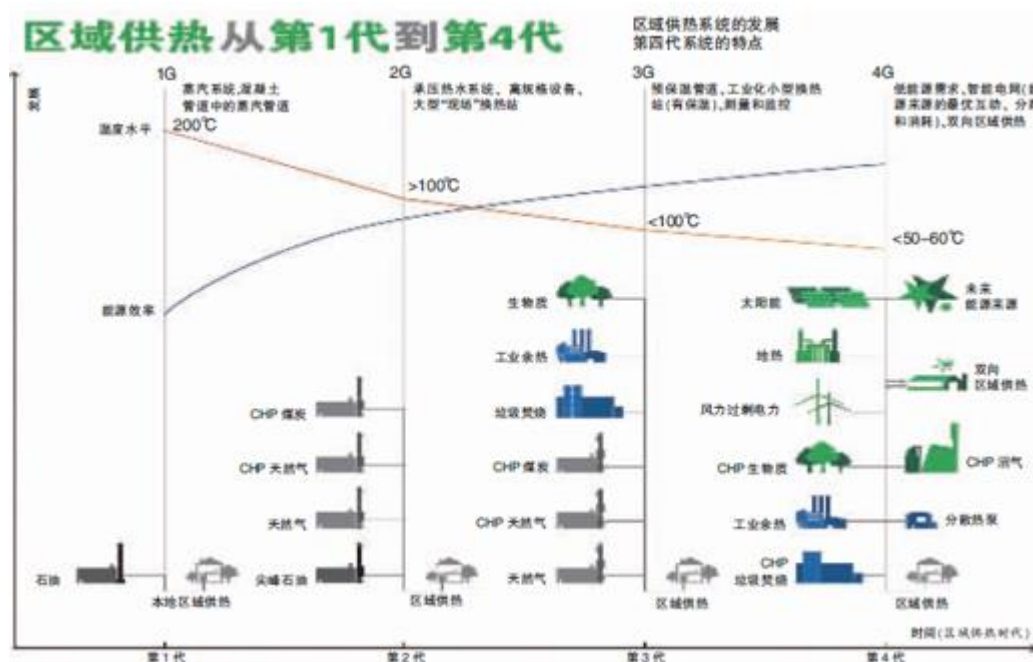 区域供热从第1代到第4代
区域供热系统的发展
第四代系统的特点
1G
2G
3G
4G
蒸汽系统,混凝土
管道中的蒸汽管道
承压热水系统、高规格设备、
大型“现场”换热站
预保温管道、工业化小型换热
站(有保温),测量和监控
低能源需求、智能电网(
源来源的最优互动、分
和消耗),双向区域供热
发展
温度水平
200℃
>100℃
<100℃
<50-60℃
能源效率
生物质
太阳能
未来
能源来源
工业余热
地热
双向
区域供热
CHP 煤炭
垃圾焚烧
风力过剩电力
CHP 天然气
CHP 煤炭
CHP生物质
CHP 沼气
天然气
CHP 天然气
工业余热
分散热泵
石油
尖峰石油
天然气
CHP
垃圾焚烧
本地区域供热
区域供热
区域供热
区域供热
时间(区域供热时代)
第1代
第2代
第3代
第4代